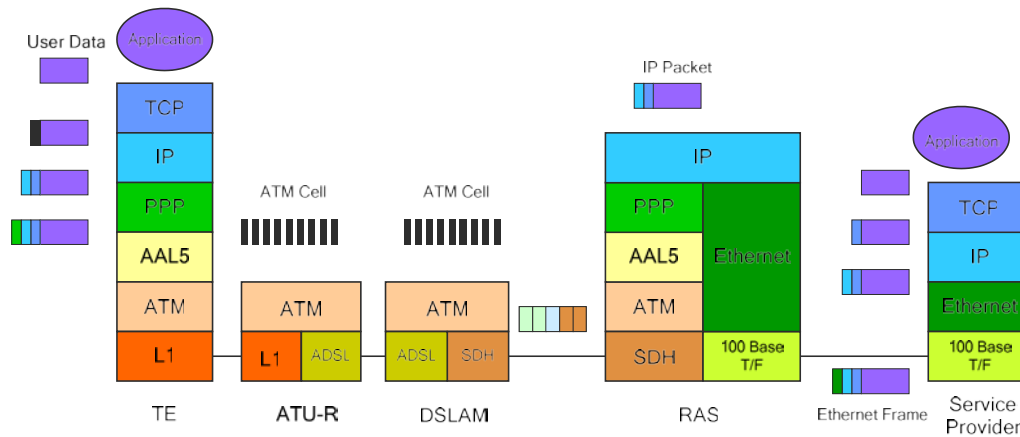 User Data
Application
TCP
IP
PPP
AAL5
ATM
L1
TE
ATM Cell
ATM
L1
ADSL
ATU-R
ATM Cell
ATM
ADSL
SDH
DSLAM
IP Packet
IP
PPP
AAL5
ATM
SDH
Ethernet
100 Base
T/F
RAS
Ethernet Frame
Application
TCP
IP
Ethernet
100 Base
T/F
Service
Provider